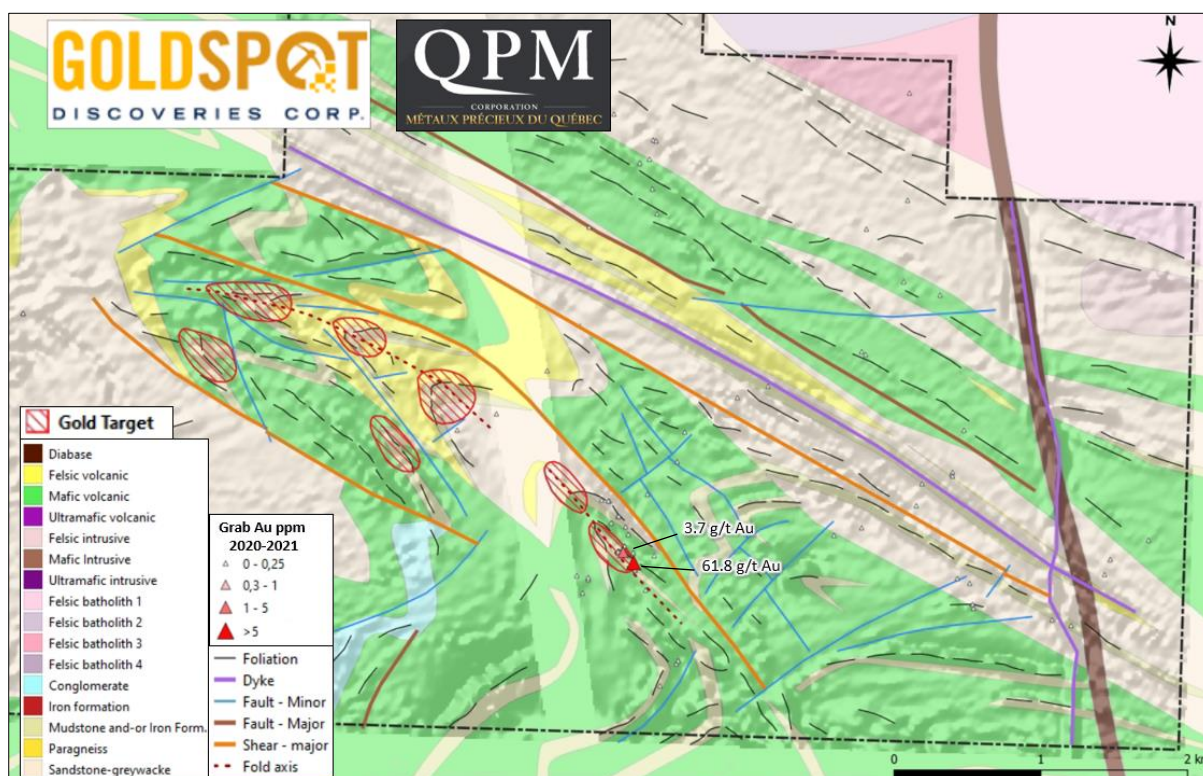 GOLDSPOT
DISCOVERIES CORP.
QPM
CORPORATION
MÉTAUX PRÉCIEUX DU QUÉBEC
N
3.7 g/t Au
61.8 g/t Au
Gold Target
Diabase
Felsic volcanic
Mafic volcanic
Ultramafic volcanic
Felsic intrusive
Mafic Intrusive
Ultramafic intrusive
Felsic batholith 1
Felsic batholith 2
Felsic batholith 3
Felsic batholith 4
Conglomerate
Iron formation
Mudstone and-or Iron Form.
Paragneiss
Sandstone-greywacke
Grab Au ppm
2020-2021
0 - 0,25
0,3 - 1
1 - 5
>5
Foliation
Dyke
Fault - Minor
Fault - Major
Shear - major
Fold axis
0 1 2 k